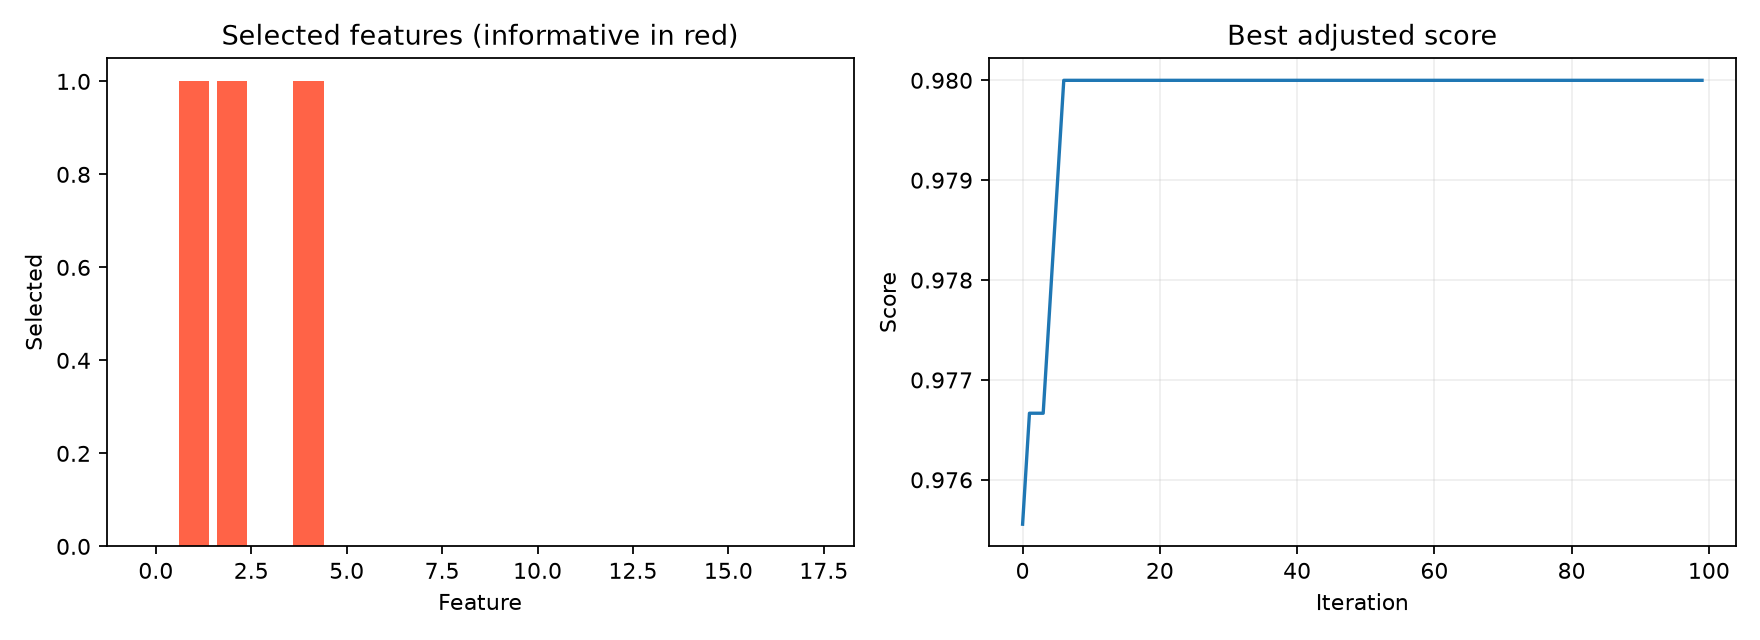 Selected features (informative in red)
1.0
0.8
0.6
0.4
0.2
0.0
Selected
0.0 2.5 5.0 7.5 10.0 12.5 15.0 17.5
Feature
Best adjusted score
0.980
0.979
0.978
0.977
0.976
Score
0 20 40 60 80 100
Iteration